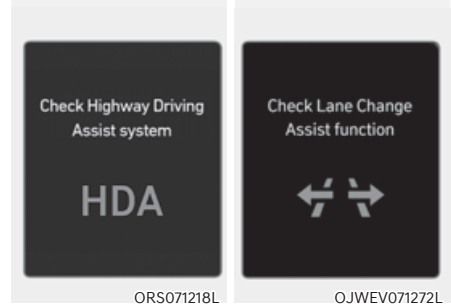 Check Highway Driving
Assist system
HDA
ORS071218L
Check Lane Change
Assist function
OJWEV071272L